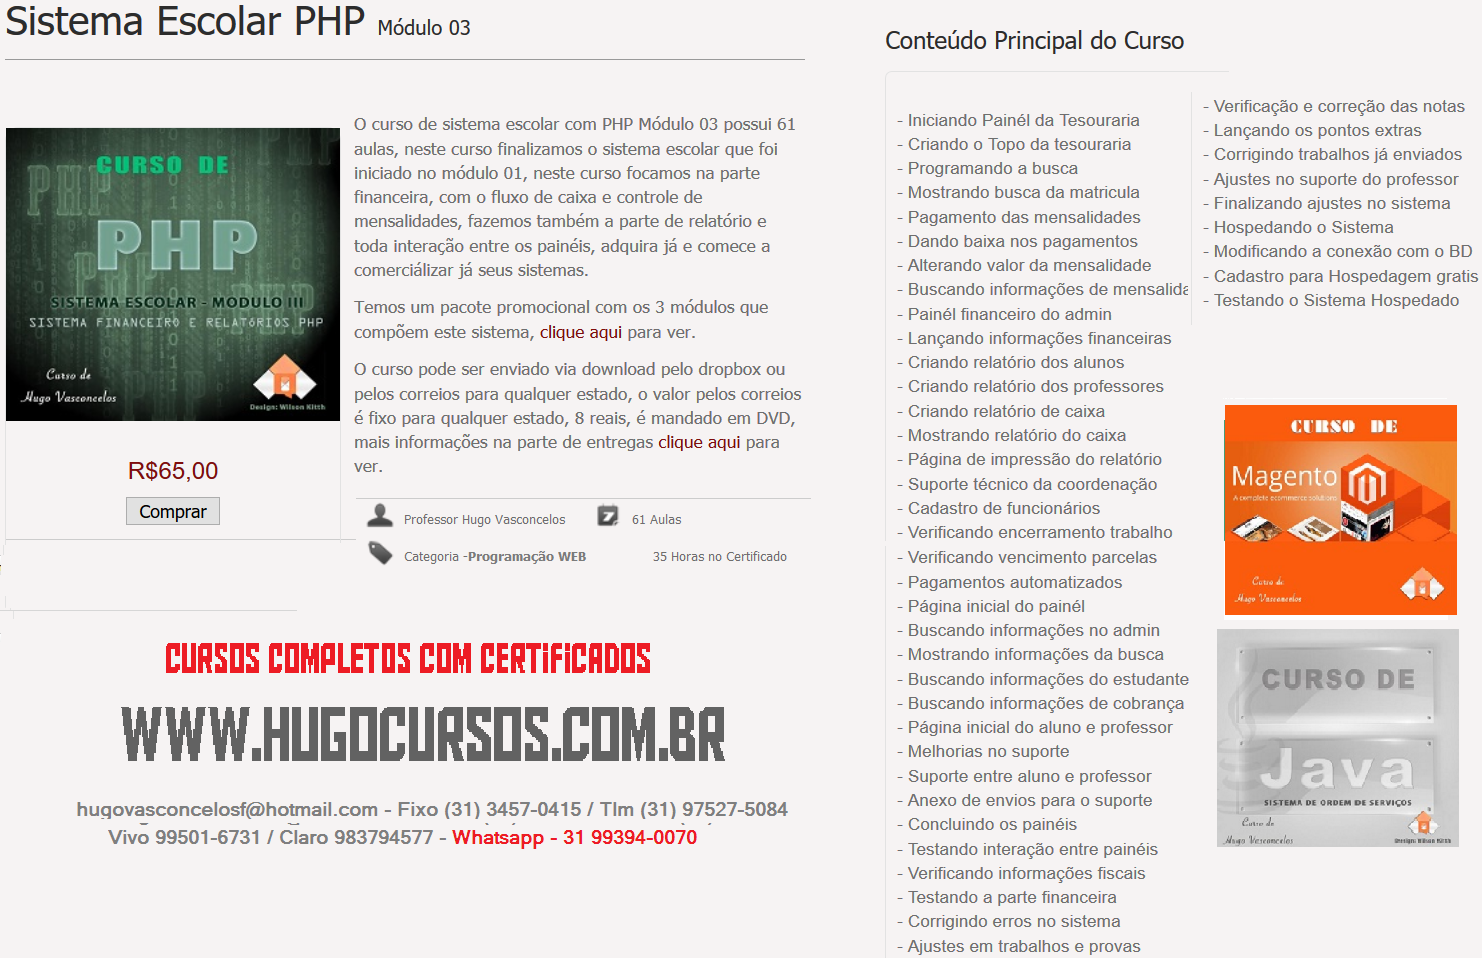 Sistema Escolar PHP Módulo 03
CURSO DE
PHP
SISTEMA ESCOLAR - MODULO III
SISTEMA FINANCEIRO E RELATÓRIOS PHP
Curso de
Hugo Vasconcelos
Design: Wilson Kitth
R$65,00
Comprar
O curso de sistema escolar com PHP Módulo 03 possui 61
aulas, neste curso finalizamos o sistema escolar que foi
iniciado no módulo 01, neste curso focamos na parte
financeira, com o fluxo de caixa e controle de
mensalidades, fazemos também a parte de relatório e
toda interação entre os painéis, adquira já e comece a
comerciálizar já seus sistemas.
Temos um pacote promocional com os 3 módulos que
compõem este sistema, clique aqui para ver.
O curso pode ser enviado via download pelo dropbox ou
pelos correios para qualquer estado, o valor pelos correios
é fixo para qualquer estado, 8 reais, é mandado em DVD,
mais informações na parte de entregas clique aqui para
ver.
Professor Hugo Vasconcelos
7
61 Aulas
Categoria -Programação WEB
35 Horas no Certificado
CURSOS COMPLETOS COM CERTIFICADOS
WWW.HUGOCURSOS.COM.BR
hugovasconcelosf@hotmail.com - Fixo (31) 3457-0415 / TIm (31) 97527-5084
Vivo 99501-6731 / Claro 983794577 - Whatsapp - 31 99394-0070
Conteúdo Principal do Curso
- Iniciando Painél da Tesouraria
- Criando o Topo da tesouraria
- Programando a busca
- Mostrando busca da matricula
- Pagamento das mensalidades
- Dando baixa nos pagamentos
- Alterando valor da mensalidade
- Buscando informações de mensalida
- Painél financeiro do admin
- Lançando informações financeiras
- Criando relatório dos alunos
- Criando relatório dos professores
- Criando relatório de caixa
- Mostrando relatório do caixa
- Página de impressão do relatório
- Suporte técnico da coordenação
- Cadastro de funcionários
- Verificando encerramento trabalho
- Verificando vencimento parcelas
- Pagamentos automatizados
- Página inicial do painél
- Buscando informações no admin
- Mostrando informações da busca
- Buscando informações do estudante
- Buscando informações de cobrança
- Página inicial do aluno e professor
- Melhorias no suporte
- Suporte entre aluno e professor
- Anexo de envios para o suporte
- Concluindo os painéis
- Testando interação entre painéis
- Verificando informações fiscais
- Testando a parte financeira
- Corrigindo erros no sistema
- Ajustes em trabalhos e provas
- Verificação e correção das notas
- Lançando os pontos extras
- Corrigindo trabalhos já enviados
- Ajustes no suporte do professor
- Finalizando ajustes no sistema
- Hospedando o Sistema
- Modificando a conexão com o BD
- Cadastro para Hospedagem gratis
- Testando o Sistema Hospedado
CURSO DE
Magento
A complete ecommerce solutions
Curso de
Hugo Vasconcelos
CURSO DE
Java
SISTEMA DE ORDEM DE SERVIÇOS
Curso de
Hugo Vasconcelos
Design: Wilson Kitth